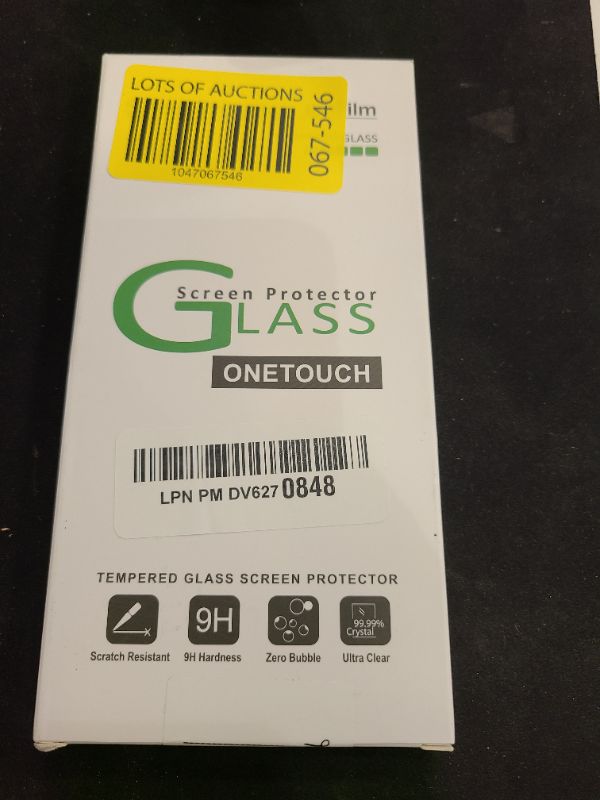 LOTS OF AUCTIONS
1047067546
067-546
ilm
GLASS
Screen Protector
GLASS
ONETOUCH
LPN PM DV627 0848
TEMPERED GLASS SCREEN PROTECTOR
9H
99.99%
Crystal
Scratch Resistant 9H Hardness Zero Bubble Ultra Clear